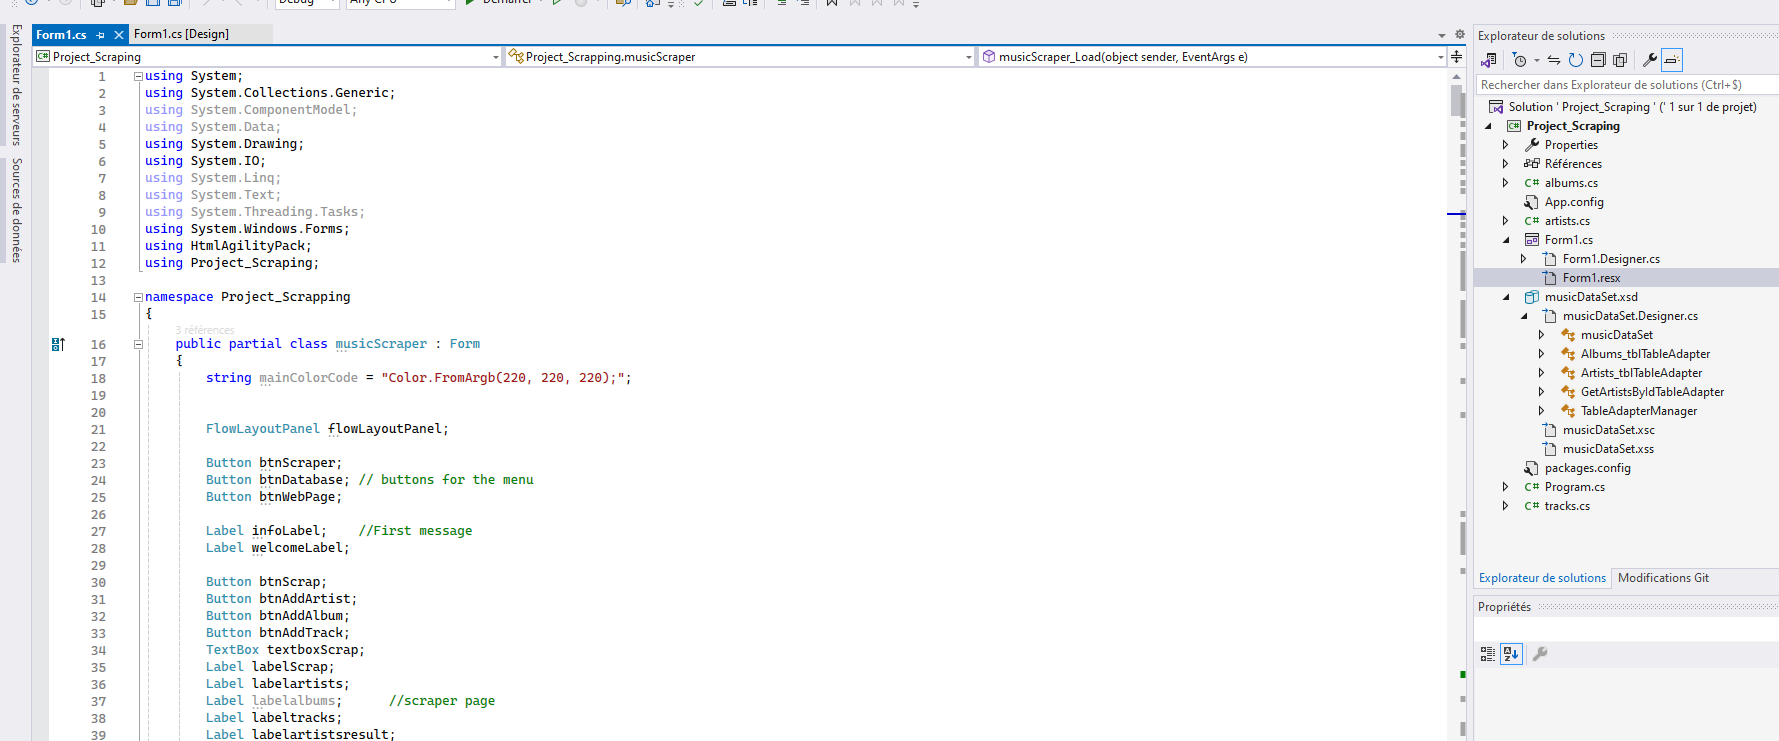 Debug
Any CPU
Démarrer
Explorateur de serveurs
Sources de données
Form1.cs
Form1.cs [Design]
Project_Scraping
Project_Scrapping.musicScraper
musicScraper_Load(object sender, EventArgs e)
1 using System;
2 using System.Collections.Generic;
3 using System.ComponentModel;
4 using System.Data;
5 using System.Drawing;
6 using System.IO;
7 using System.Linq;
8 using System.Text;
9 using System.Threading.Tasks;
10 using System.Windows.Forms;
11 using HtmlAgilityPack;
12 using Project_Scraping;
13
14 namespace Project_Scrapping
15 {
3 références
16 public partial class musicScraper : Form
17 {
18 string mainColorCode = "Color.FromArgb(220, 220, 220);";
19
20
21 FlowLayoutPanel flowLayoutPanel;
22
23 Button btnScraper;
24 Button btnDatabase; // buttons for the menu
25 Button btnWebPage;
26
27 Label infoLabel; //First message
28 Label welcomeLabel;
29
30 Button btnScrap;
31 Button btnAddArtist;
32 Button btnAddAlbum;
33 Button btnAddTrack;
34 TextBox textboxScrap;
35 Label labelScrap;
36 Label labelartists;
37 Label labelalbums; //scraper page
38 Label labeltracks;
39 Label labelartistsresult;
Explorateur de solutions
Rechercher dans Explorateur de solutions (Ctrl+$)
Solution ' Project_Scraping ' (' 1 sur 1 de projet)
Project_Scraping
Properties
Références
C# albums.cs
App.config
C# artists.cs
Form1.cs
Form1.Designer.cs
Form1.resx
musicDataSet.xsd
musicDataSet.Designer.cs
musicDataSet
Albums_tblTableAdapter
Artists_tblTableAdapter
GetArtistsByIdTableAdapter
TableAdapterManager
musicDataSet.xsc
musicDataSet.xss
packages.config
C# Program.cs
C# tracks.cs
Explorateur de solutions
Modifications Git
Propriétés